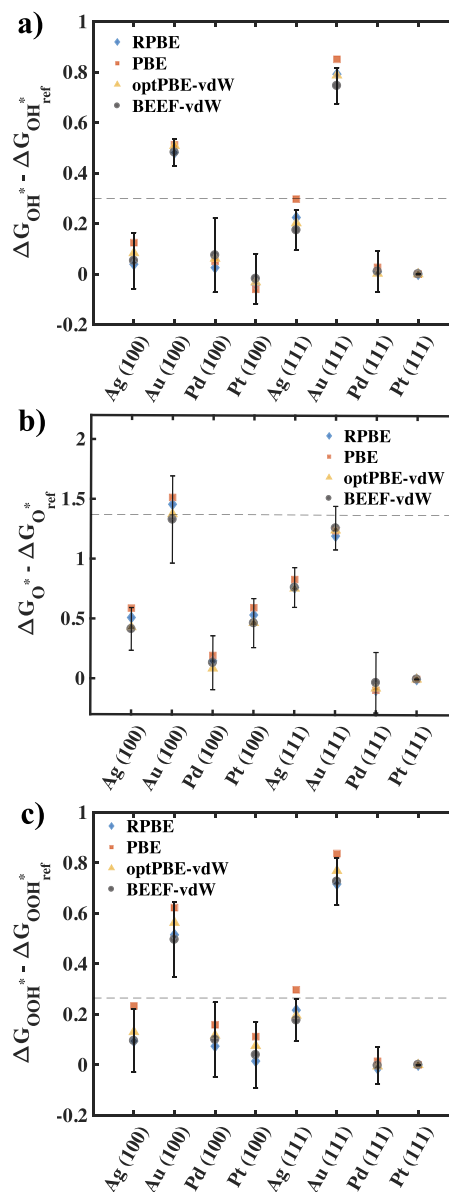 a)
RPBE
PBE
optPBE-vdW
BEEF-vdW
1
0.8
0.6
0.4
0.2
0
-0.2
ΔG_OH* - ΔG_OH*_ref
Ag (100)
Au (100)
Pd (100)
Pt (100)
Ag (111)
Au (111)
Pd (111)
Pt (111)
b)
RPBE
PBE
optPBE-vdW
BEEF-vdW
2
1.5
1
0.5
0
ΔG_O* - ΔG_O*_ref
Ag (100)
Au (100)
Pd (100)
Pt (100)
Ag (111)
Au (111)
Pd (111)
Pt (111)
c)
RPBE
PBE
optPBE-vdW
BEEF-vdW
1
0.8
0.6
0.4
0.2
0
-0.2
ΔG_OOH* - ΔG_OOH*_ref
Ag (100)
Au (100)
Pd (100)
Pt (100)
Ag (111)
Au (111)
Pd (111)
Pt (111)